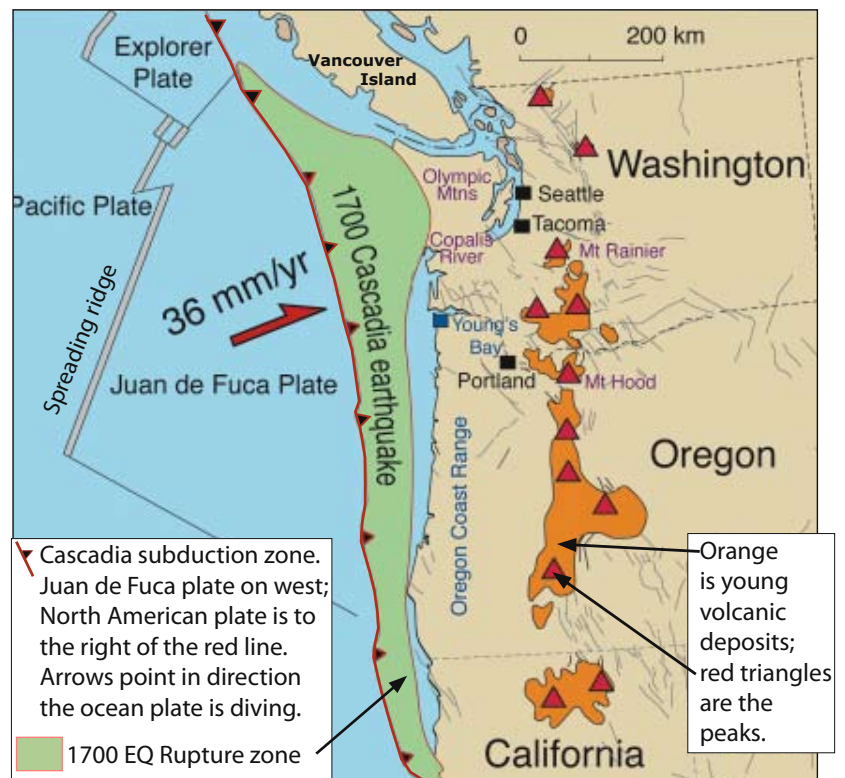 Explorer
Plate
Vancouver
Island
0 200 km
Washington
Pacific Plate
Olympic
Mtns
Seattle
Tacoma
Copalis
River
Mt Rainier
36 mm/yr
1700 Cascadia earthquake
Spreading ridge
Young's
Bay
Juan de Fuca Plate
Portland
Mt Hood
Oregon Coast Range
Oregon
Cascadia subduction zone.
Juan de Fuca plate on west;
North American plate is to
the right of the red line.
Arrows point in direction
the ocean plate is diving.
1700 EQ Rupture zone
Orange
is young
volcanic
deposits;
red triangles
are the
peaks.
California